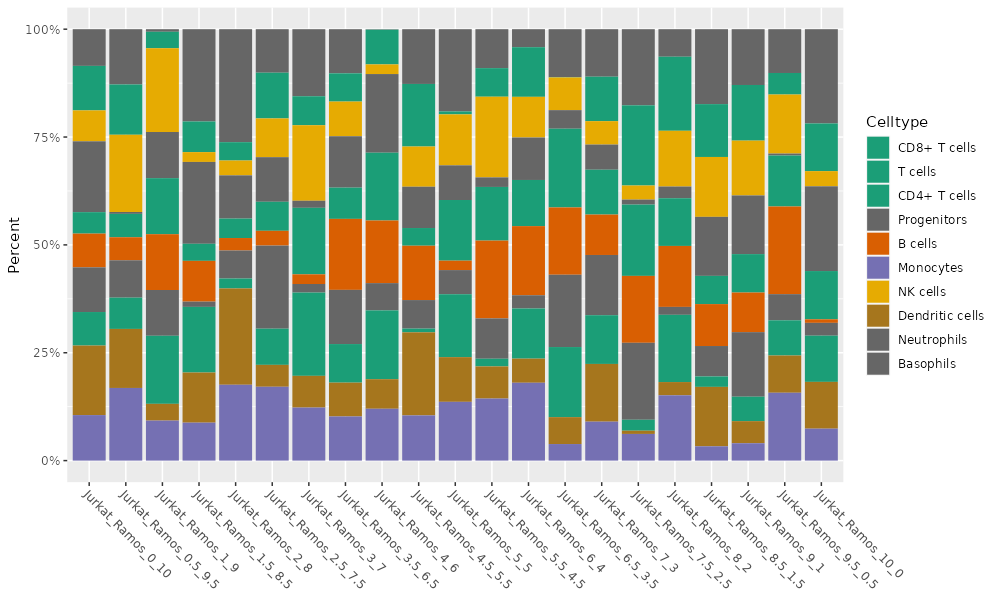 100%
75%
50%
25%
0%
Percent
Jurkat_Ramos_0_10
Jurkat_Ramos_0.5_9.5
Jurkat_Ramos_1_9
Jurkat_Ramos_1.5_8.5
Jurkat_Ramos_2_8
Jurkat_Ramos_2.5_7.5
Jurkat_Ramos_3_7
Jurkat_Ramos_3.5_6.5
Jurkat_Ramos_4_6
Jurkat_Ramos_4.5_5.5
Jurkat_Ramos_5_5
Jurkat_Ramos_5.5_4.5
Jurkat_Ramos_6_4
Jurkat_Ramos_6.5_3.5
Jurkat_Ramos_7_3
Jurkat_Ramos_7.5_2.5
Jurkat_Ramos_8_2
Jurkat_Ramos_8.5_1.5
Jurkat_Ramos_9_1
Jurkat_Ramos_9.5_0.5
Jurkat_Ramos_10_0
Celltype
CD8+ T cells
T cells
CD4+ T cells
Progenitors
B cells
Monocytes
NK cells
Dendritic cells
Neutrophils
Basophils